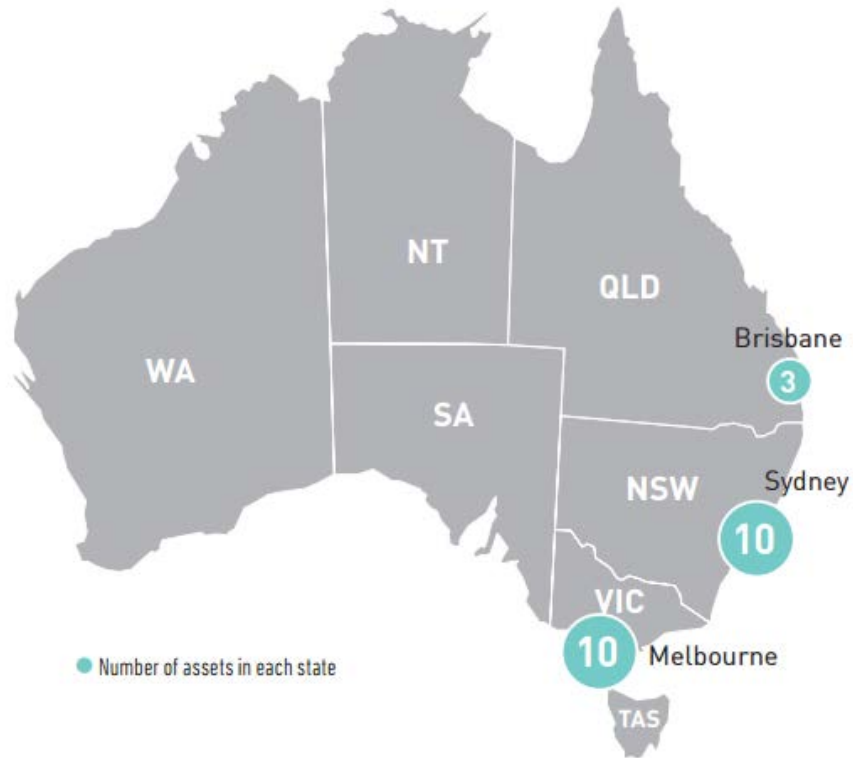 NT
QLD
Brisbane
3
WA
SA
NSW
Sydney
10
VIC
10
Melbourne
Number of assets in each state
TAS